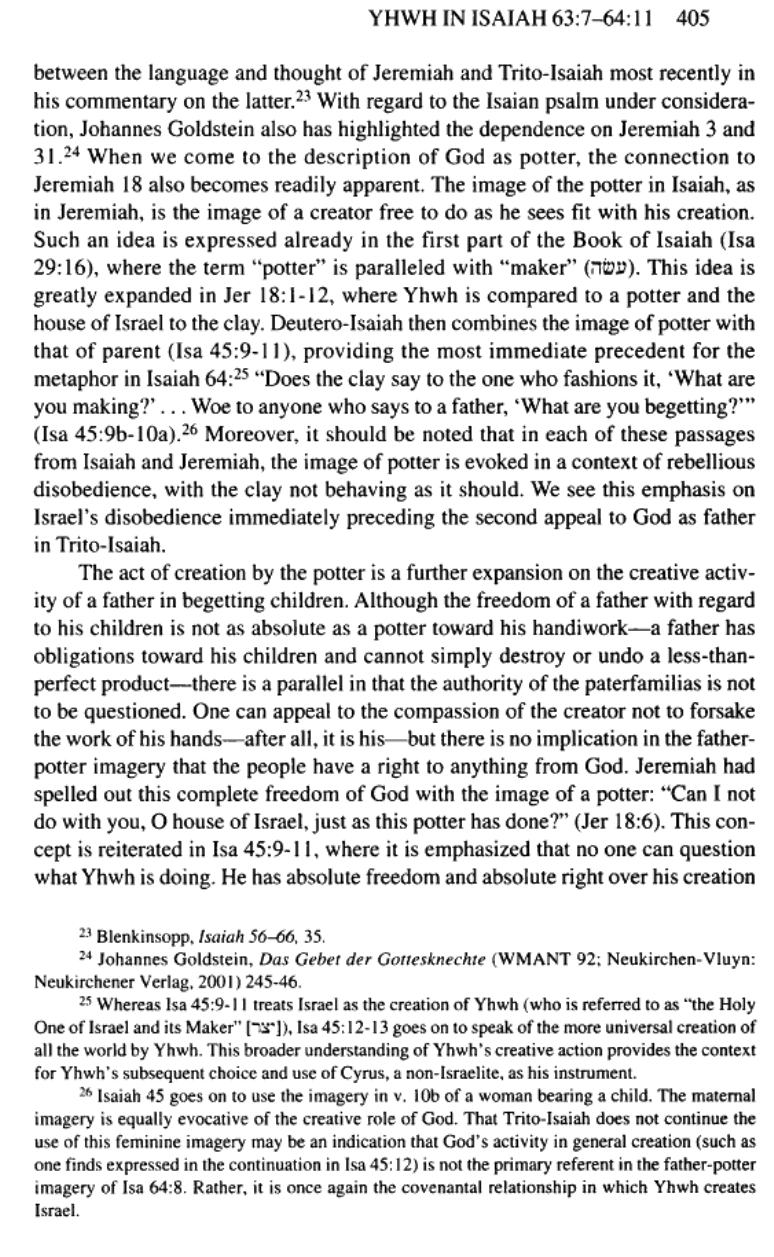 YHWH IN ISAIAH 63:7–64:11 405
between the language and thought of Jeremiah and Trito-Isaiah most recently in
his commentary on the latter.²³ With regard to the Isaian psalm under considera-
tion, Johannes Goldstein also has highlighted the dependence on Jeremiah 3 and
31.²⁴ When we come to the description of God as potter, the connection to
Jeremiah 18 also becomes readily apparent. The image of the potter in Isaiah, as
in Jeremiah, is the image of a creator free to do as he sees fit with his creation.
Such an idea is expressed already in the first part of the Book of Isaiah (Isa
29:16), where the term “potter” is paralleled with “maker” (עשׂה). This idea is
greatly expanded in Jer 18:1-12, where Yhwh is compared to a potter and the
house of Israel to the clay. Deutero-Isaiah then combines the image of potter with
that of parent (Isa 45:9-11), providing the most immediate precedent for the
metaphor in Isaiah 64:²⁵ “Does the clay say to the one who fashions it, ‘What are
you making?’ . . . Woe to anyone who says to a father, ‘What are you begetting?’”
(Isa 45:9b-10a).²⁶ Moreover, it should be noted that in each of these passages
from Isaiah and Jeremiah, the image of potter is evoked in a context of rebellious
disobedience, with the clay not behaving as it should. We see this emphasis on
Israel’s disobedience immediately preceding the second appeal to God as father
in Trito-Isaiah.
The act of creation by the potter is a further expansion on the creative activ-
ity of a father in begetting children. Although the freedom of a father with regard
to his children is not as absolute as a potter toward his handiwork—a father has
obligations toward his children and cannot simply destroy or undo a less-than-
perfect product—there is a parallel in that the authority of the paterfamilias is not
to be questioned. One can appeal to the compassion of the creator not to forsake
the work of his hands—after all, it is his—but there is no implication in the father-
potter imagery that the people have a right to anything from God. Jeremiah had
spelled out this complete freedom of God with the image of a potter: “Can I not
do with you, O house of Israel, just as this potter has done?” (Jer 18:6). This con-
cept is reiterated in Isa 45:9-11, where it is emphasized that no one can question
what Yhwh is doing. He has absolute freedom and absolute right over his creation
²³ Blenkinsopp, Isaiah 56–66, 35.
²⁴ Johannes Goldstein, Das Gebet der Gottesknechte (WMANT 92; Neukirchen-Vluyn:
Neukirchener Verlag, 2001) 245-46.
²⁵ Whereas Isa 45:9-11 treats Israel as the creation of Yhwh (who is referred to as “the Holy
One of Israel and its Maker” [יצר]), Isa 45:12-13 goes on to speak of the more universal creation of
all the world by Yhwh. This broader understanding of Yhwh’s creative action provides the context
for Yhwh’s subsequent choice and use of Cyrus, a non-Israelite, as his instrument.
²⁶ Isaiah 45 goes on to use the imagery in v. 10b of a woman bearing a child. The maternal
imagery is equally evocative of the creative role of God. That Trito-Isaiah does not continue the
use of this feminine imagery may be an indication that God’s activity in general creation (such as
one finds expressed in the continuation in Isa 45:12) is not the primary referent in the father-potter
imagery of Isa 64:8. Rather, it is once again the covenantal relationship in which Yhwh creates
Israel.